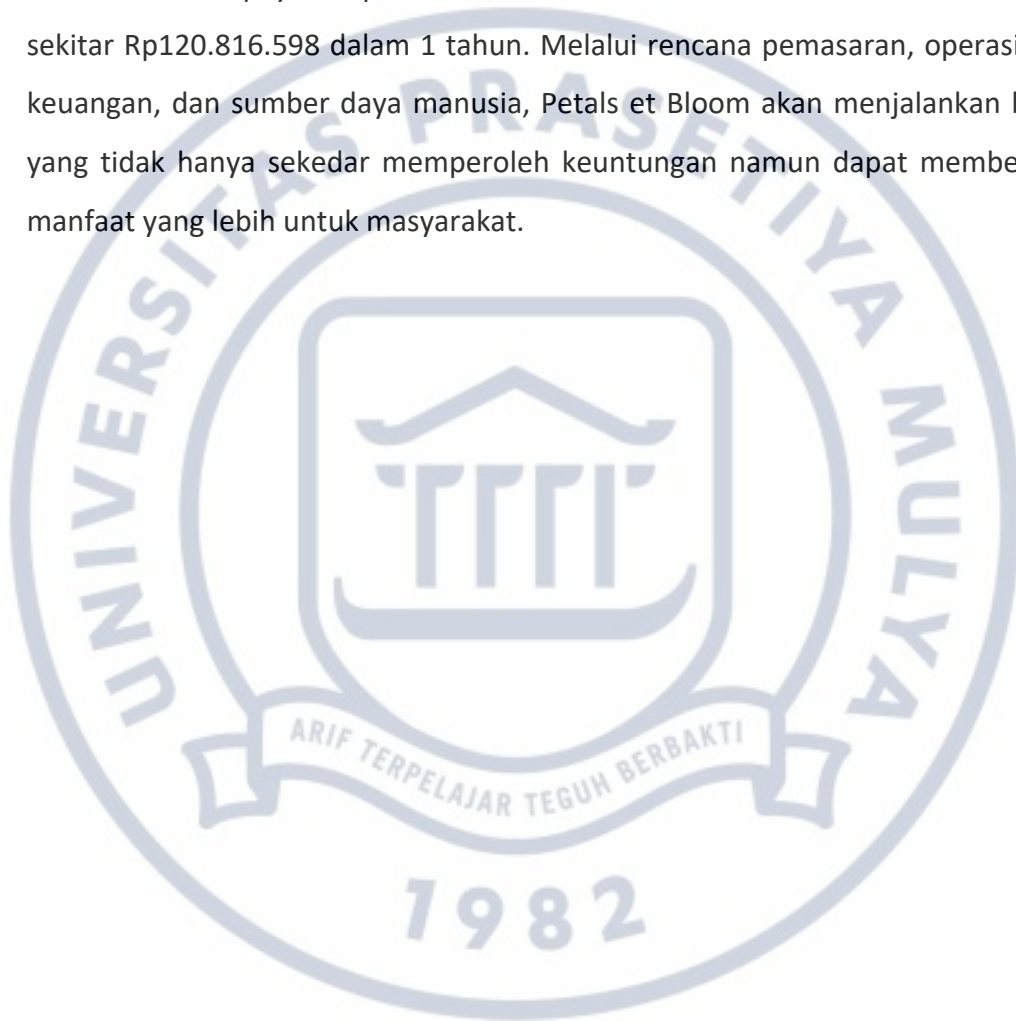 sekitar Rp120.816.598 dalam 1 tahun. Melalui rencana pemasaran, operasi
keuangan, dan sumber daya manusia, Petals et Bloom akan menjalankan
yang tidak hanya sekedar memperoleh keuntungan namun dapat membe
manfaat yang lebih untuk masyarakat.
UNIVERSITAS PRASETIYA MULYA
ARIF TERPELAJAR TEGUH BERBAKTI
1982